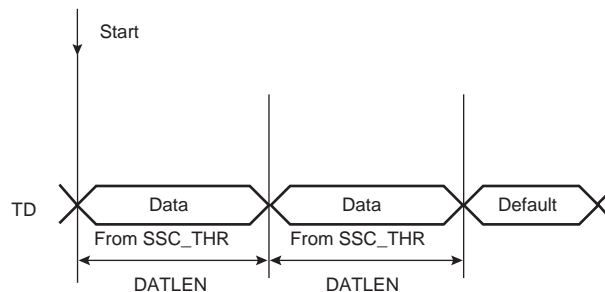 Start
TD Data Data Default
From SSC_THR From SSC_THR
DATLEN DATLEN